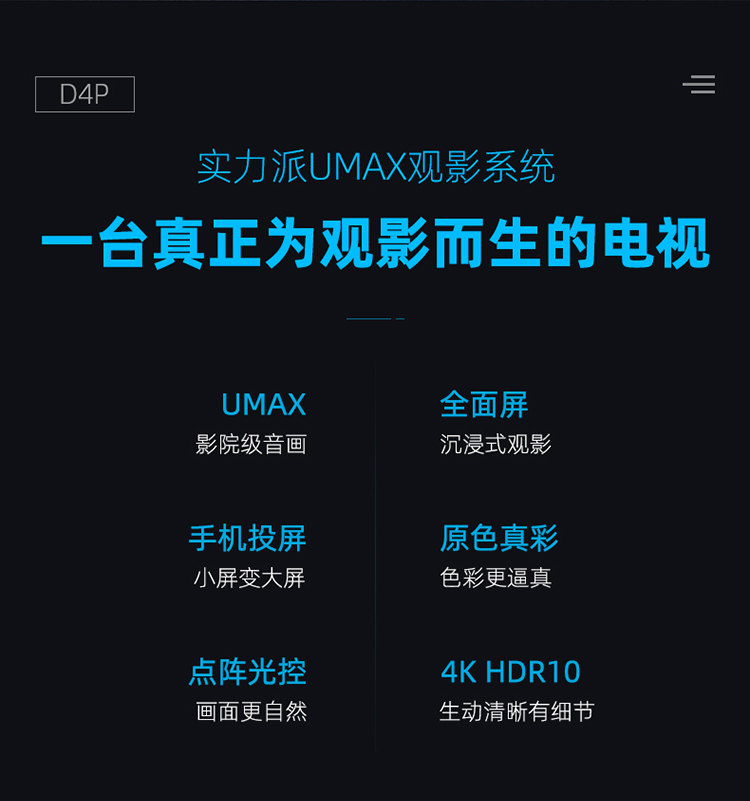 D4P
实力派UMAX观影系统
一台真正为观影而生的电视
UMAX
影院级音画
全面屏
沉浸式观影
手机投屏
小屏变大屏
原色真彩
色彩更逼真
点阵光控
画面更自然
4K HDR10
生动清晰有细节